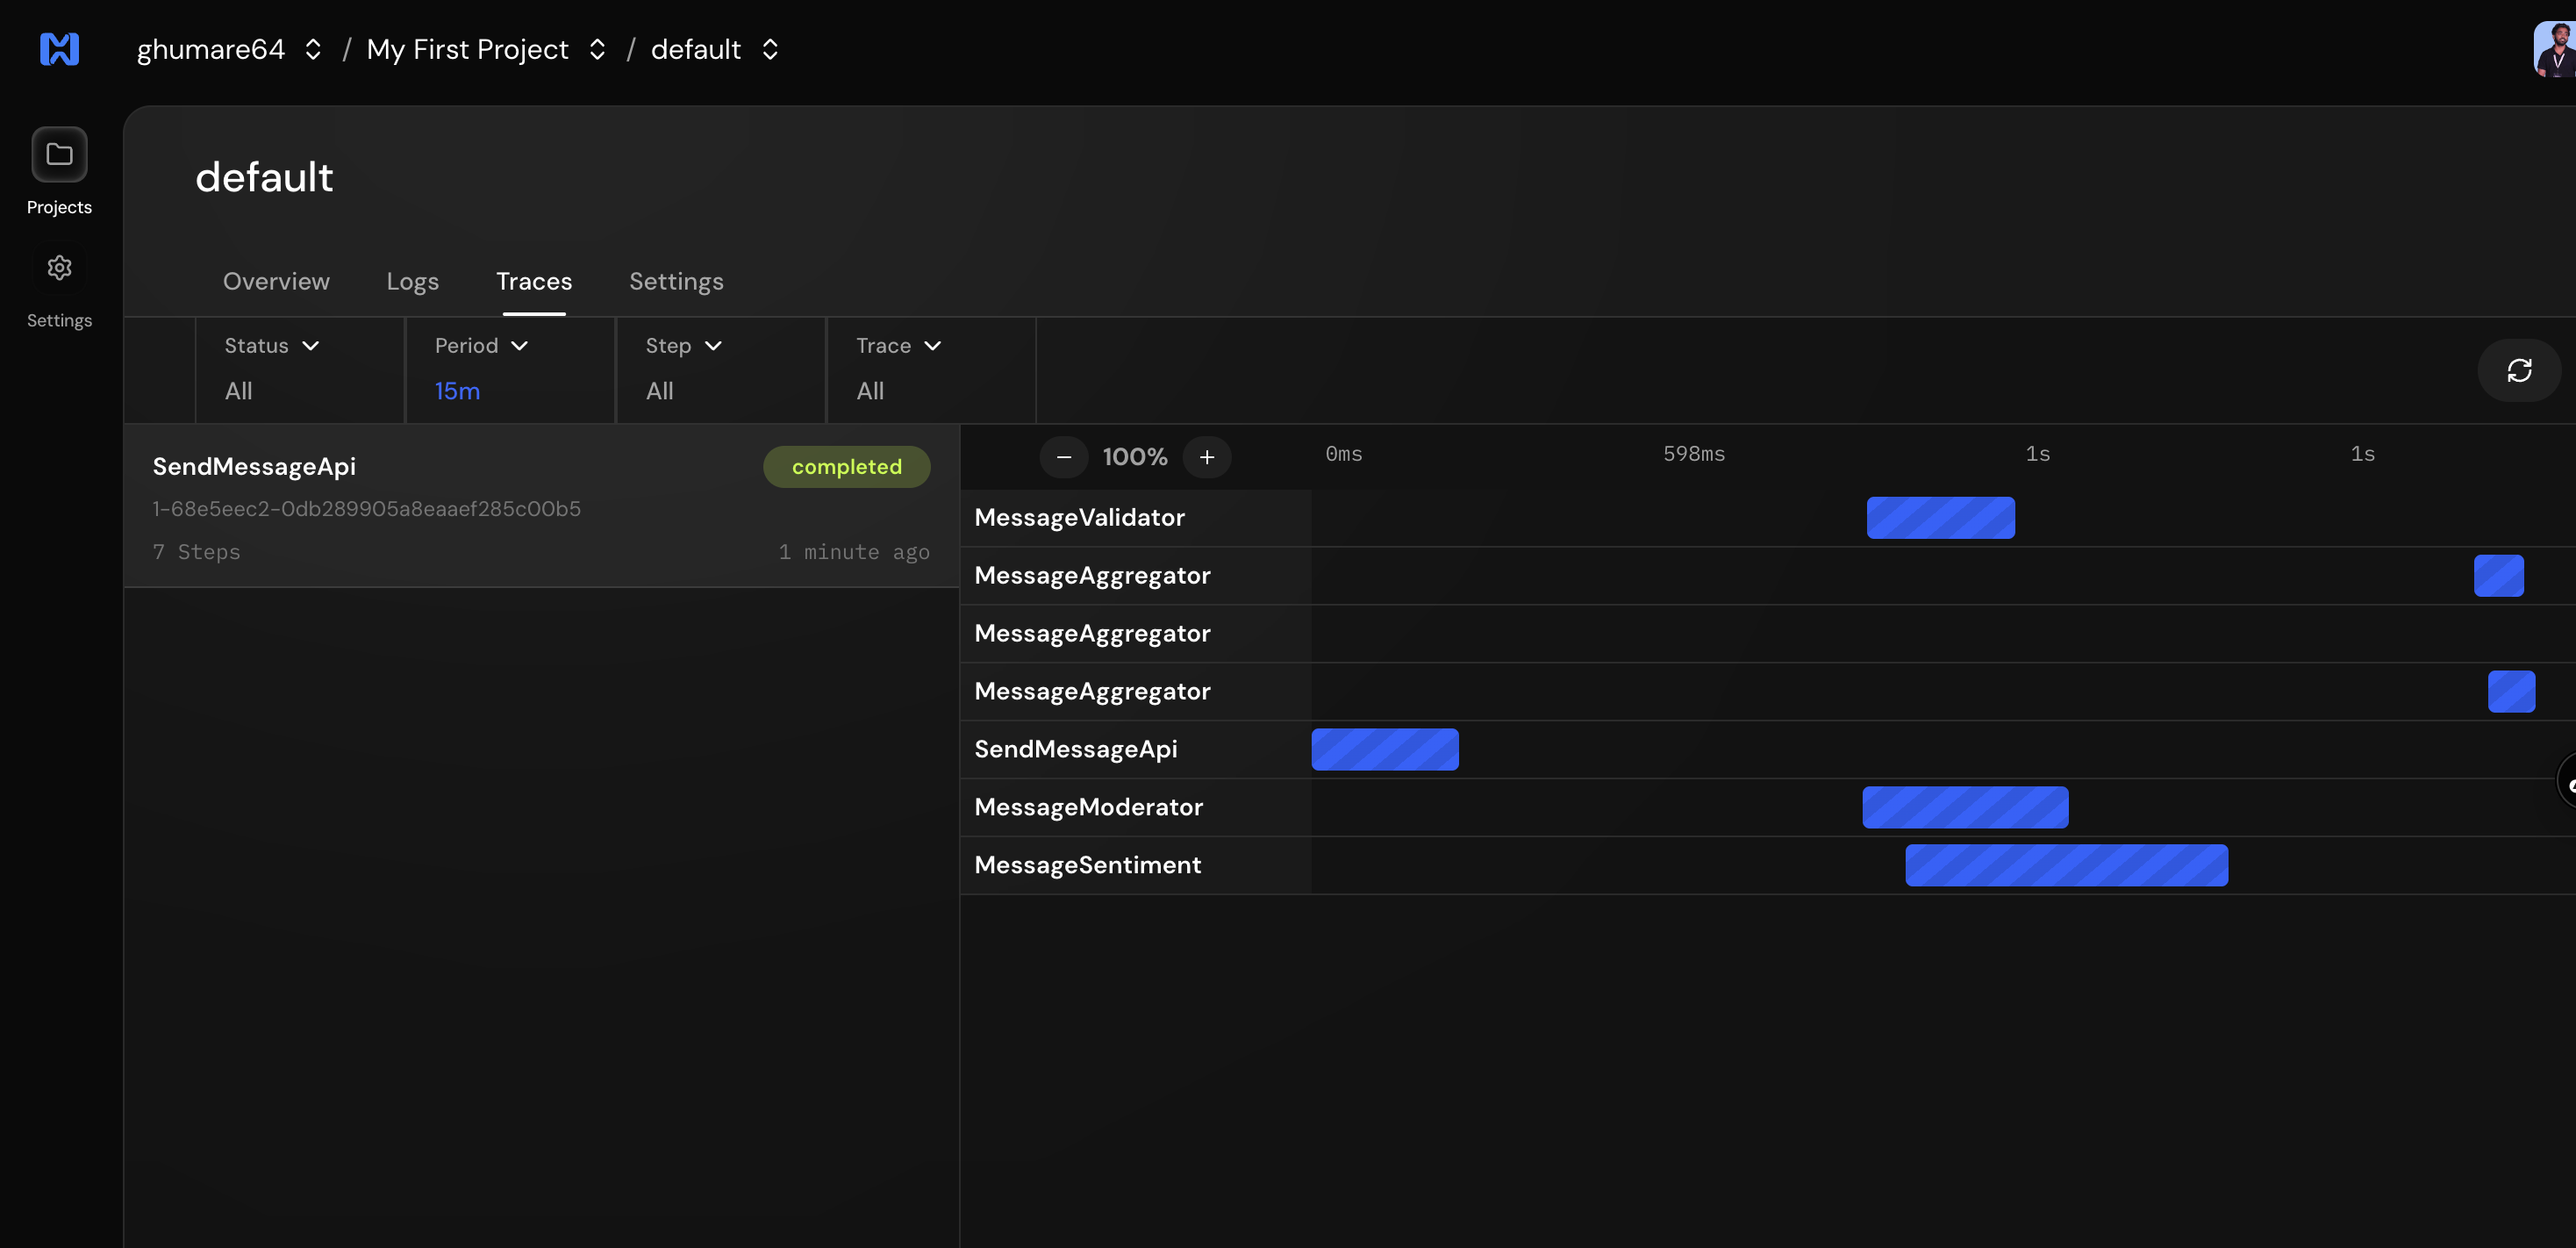 ghumare64 / My First Project / default
Projects
Settings
default
Overview Logs Traces Settings
Status Period Step Trace
All 15m All All
SendMessageApi completed
1-68e5eec2-0db289905a8eaaef285c00b5
7 Steps 1 minute ago
− 100% + 0ms 598ms 1s 1s
MessageValidator
MessageAggregator
MessageAggregator
MessageAggregator
SendMessageApi
MessageModerator
MessageSentiment